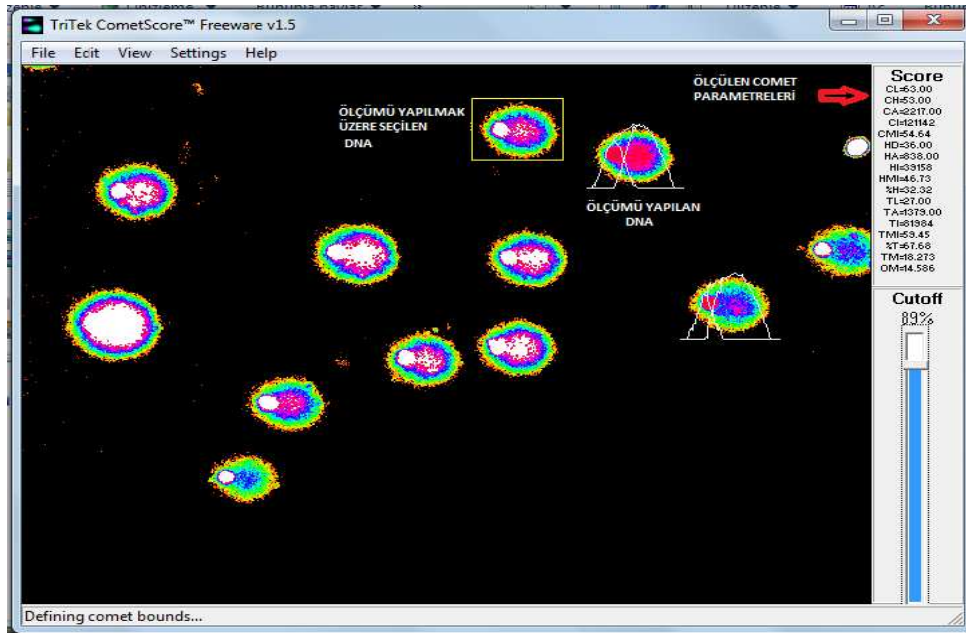 TriTek CometScore™ Freeware v1.5
File Edit View Settings Help
ÖLÇÜMÜ YAPILMAK
ÜZERE SEÇİLEN
DNA
ÖLÇÜLEN COMET
PARAMETRELERİ
ÖLÇÜMÜ YAPILAN
DNA
Score
CL=63.00
CH=53.00
CA=2217.00
CI=121142
CMI=54.64
HD=36.00
HA=838.00
HI=39158
HMI=46.73
%H=32.32
TL=27.00
TA=1379.00
TI=81984
TMI=59.45
%T=67.68
TM=18.273
OM=14.586
Cutoff
89%
Defining comet bounds...